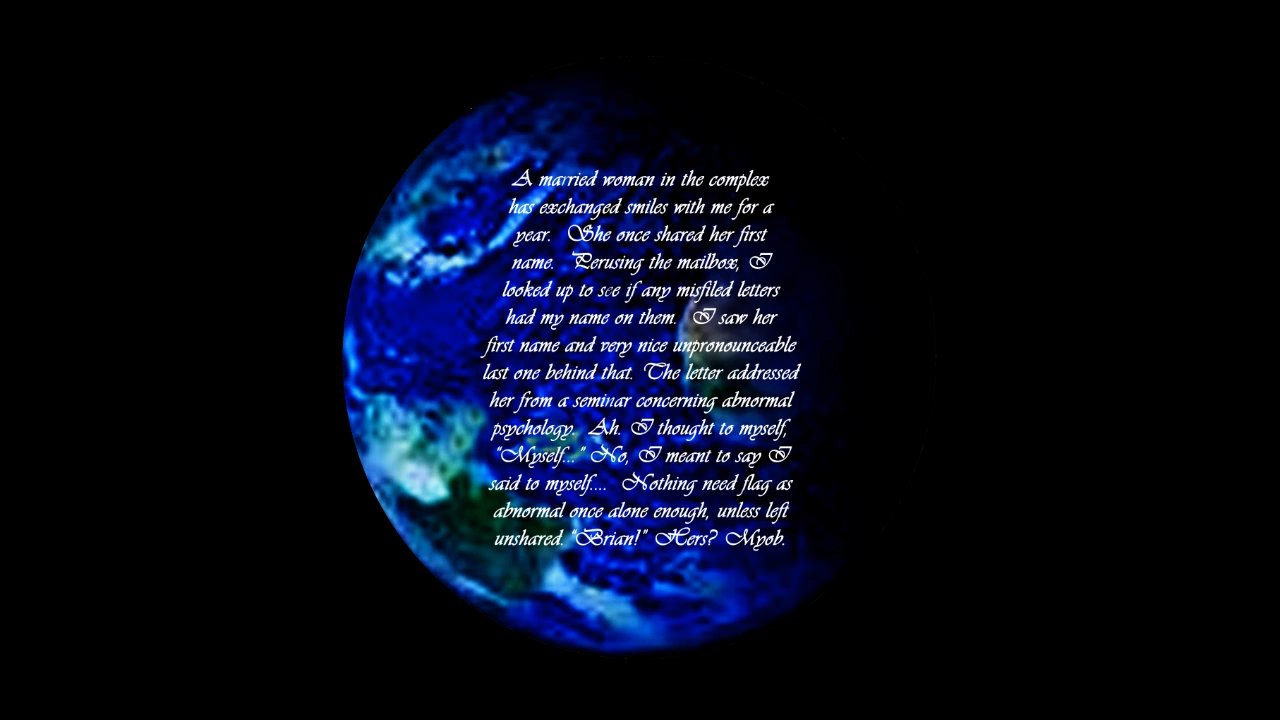 A married woman in the complex
has exchanged smiles with me for a
year.  She once shared her first
name.  Perusing the mailbox, I
looked up to see if any misfiled letters
had my name on them.  I saw her
first name and very nice unpronounceable
last one behind that. The letter addressed
her from a seminar concerning abnormal
psychology.  Ah. I thought to myself,
"Myself..." No, I meant to say I
said to myself....  Nothing need flag as
abnormal once alone enough, unless left
unshared. "Brian!"  Hers?  Myob.